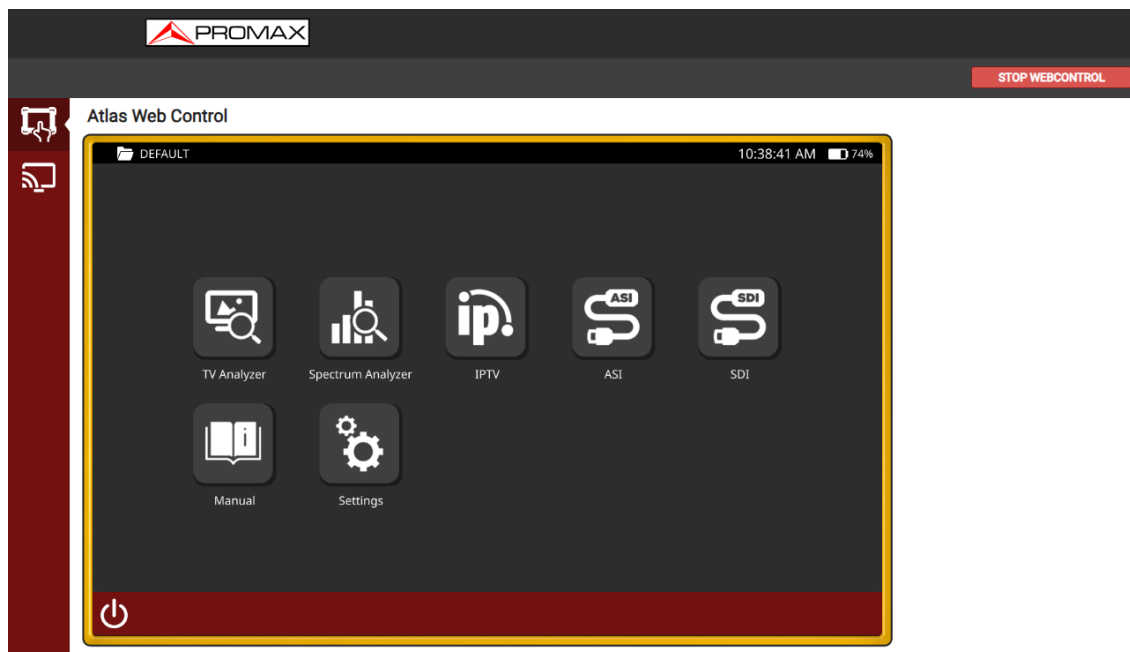 PROMAX
STOP WEBCONTROL
Atlas Web Control
DEFAULT 10:38:41 AM 74%
ip.
ASI
SDI
TV Analyzer Spectrum Analyzer IPTV ASI SDI
i
Manual Settings